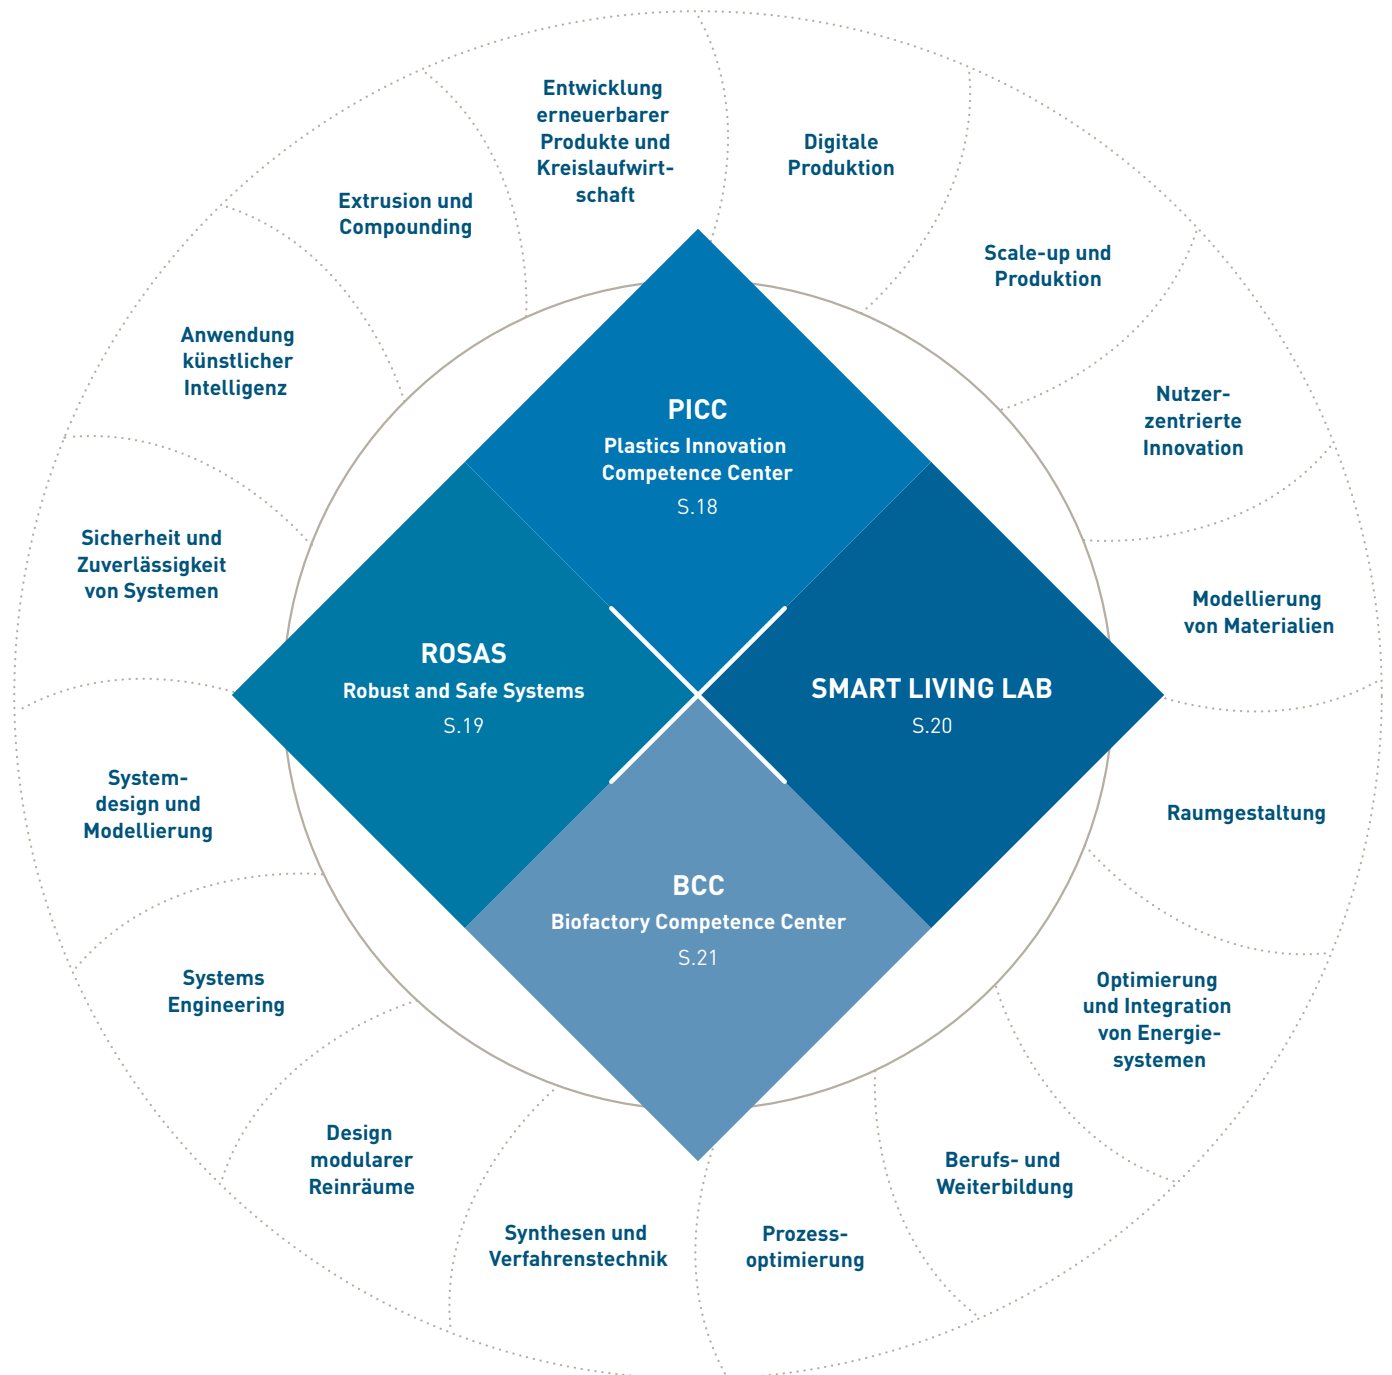 Entwicklung
erneuerbarer
Produkte und
Kreislaufwirt-
schaft
Digitale
Produktion
Scale-up und
Produktion
Nutzer-
zentrierte
Innovation
Modellierung
von Materialien
Raumgestaltung
Optimierung
und Integration
von Energie-
systemen
Berufs- und
Weiterbildung
Prozess-
optimierung
Synthesen und
Verfahrenstechnik
Design
modularer
Reinräume
Systems
Engineering
System-
design und
Modellierung
Sicherheit und
Zuverlässigkeit
von Systemen
Anwendung
künstlicher
Intelligenz
Extrusion und
Compounding
PICC
Plastics Innovation
Competence Center
S.18
ROSAS
Robust and Safe Systems
S.19
SMART LIVING LAB
S.20
BCC
Biofactory Competence Center
S.21